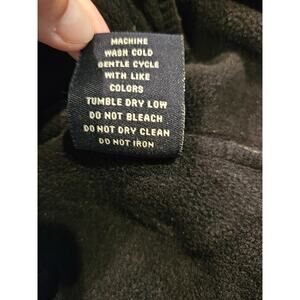 MACHINE
WASH COLD
GENTLE CYCLE
WITH LIKE
COLORS
TUMBLE DRY LOW
DO NOT BLEACH
DO NOT DRY CLEAN
DO NOT IRON